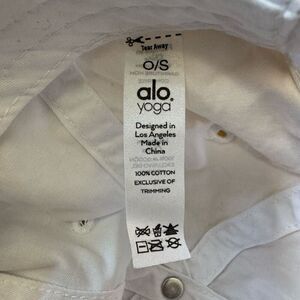 Tear Away
O/S
alo
yoga®
Designed in
Los Angeles
Made in
China
100% COTTON
EXCLUSIVE OF
TRIMMING